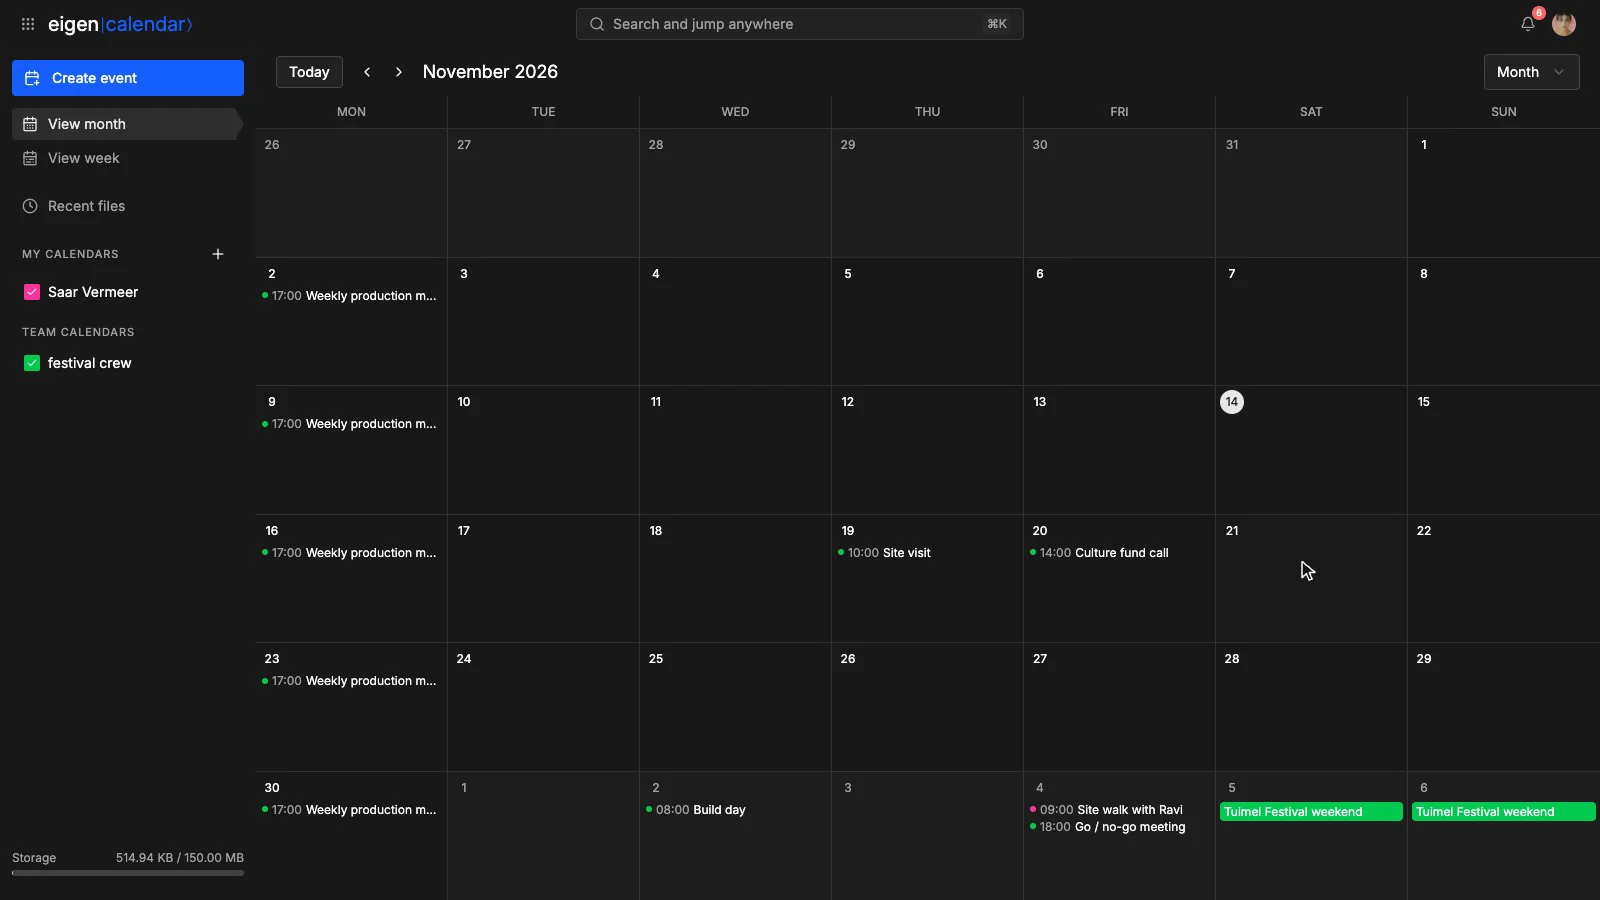 eigen|calendar⟩
Search and jump anywhere
⌘K
6
Create event
View month
View week
Recent files
MY CALENDARS
Saar Vermeer
TEAM CALENDARS
festival crew
Storage
514.94 KB / 150.00 MB
Today
November 2026
Month
MON TUE WED THU FRI SAT SUN
26 27 28 29 30 31 1
2 3 4 5 6 7 8
17:00 Weekly production m...
9 10 11 12 13 14 15
17:00 Weekly production m...
16 17 18 19 20 21 22
17:00 Weekly production m... 10:00 Site visit 14:00 Culture fund call
23 24 25 26 27 28 29
17:00 Weekly production m...
30 1 2 3 4 5 6
17:00 Weekly production m... 08:00 Build day 09:00 Site walk with Ravi Tuimel Festival weekend Tuimel Festival weekend
18:00 Go / no-go meeting